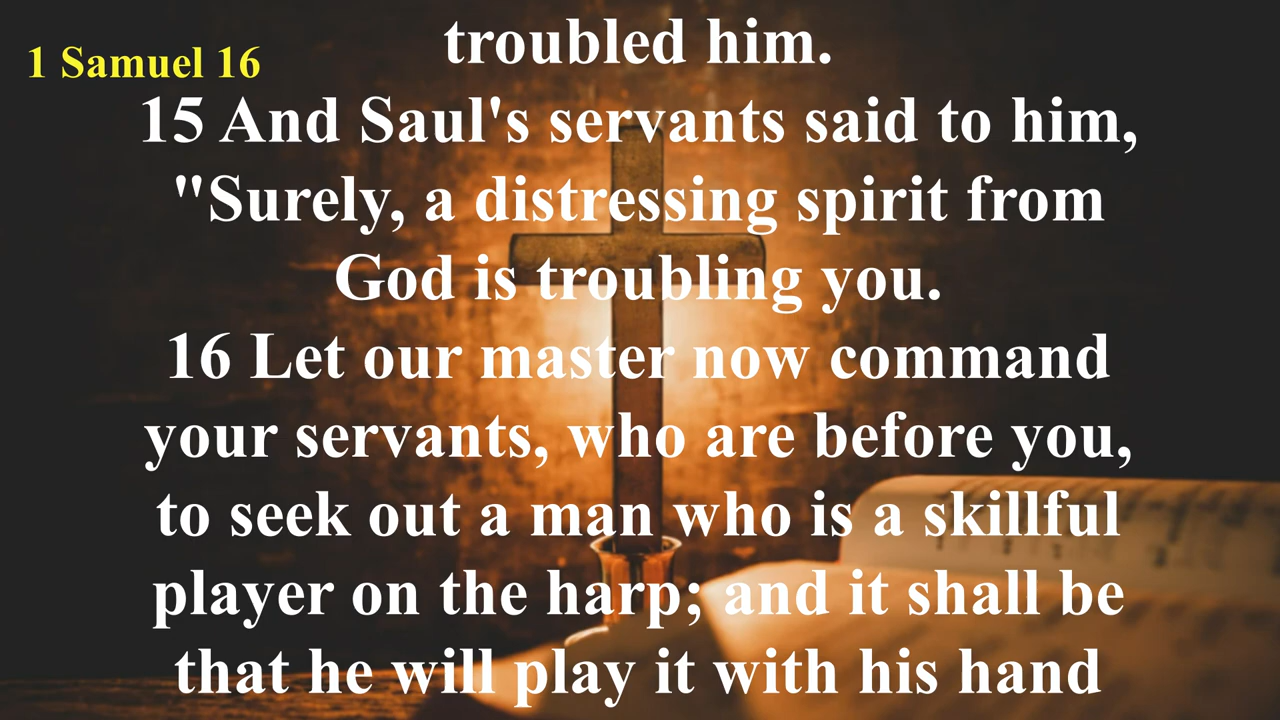 1 Samuel 16
troubled him.
15 And Saul's servants said to him,
"Surely, a distressing spirit from
God is troubling you.
16 Let our master now command
your servants, who are before you,
to seek out a man who is a skillful
player on the harp; and it shall be
that he will play it with his hand